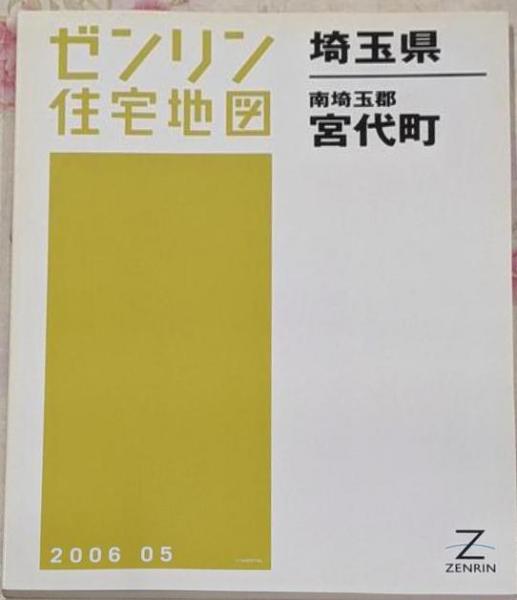 ゼンリン
住宅地図
埼玉県
南埼玉郡
宮代町
2006 05
ZENRIN